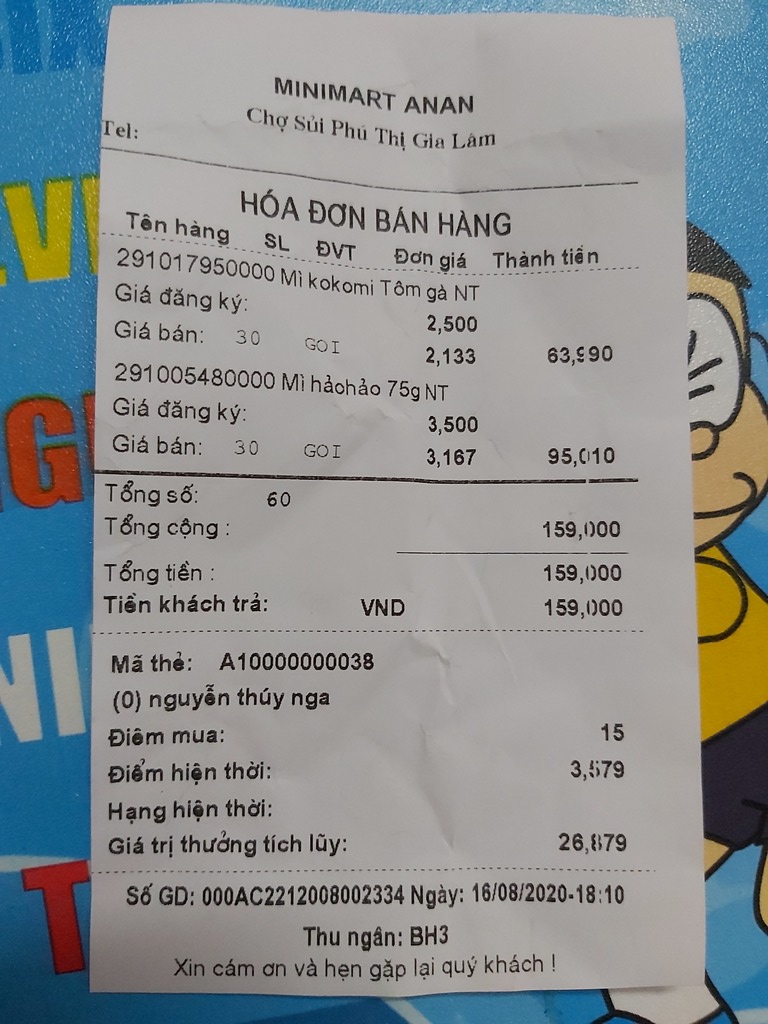 MINIMART ANAN
Chợ Sủi Phú Thị Gia Lâm
Tel:
HÓA ĐƠN BÁN HÀNG
Tên hàng SL ĐVT Đơn giá Thành tiền
291017950000 Mì kokomi Tôm gà NT
Giá đăng ký: 2,500
Giá bán: 30 GOI 2,133 63,990
291005480000 Mì hảohảo 75g NT
Giá đăng ký: 3,500
Giá bán: 30 GOI 3,167 95,010
Tổng số: 60
Tổng cộng : 159,000
Tổng tiền : 159,000
Tiền khách trả: VND 159,000
Mã thẻ: A10000000038
(0) nguyễn thúy nga
Điểm mua: 15
Điểm hiện thời: 3,579
Hạng hiện thời:
Giá trị thưởng tích lũy: 26,879
Số GD: 000AC2212008002334 Ngày: 16/08/2020-18:10
Thu ngân: BH3
Xin cám ơn và hẹn gặp lại quý khách !